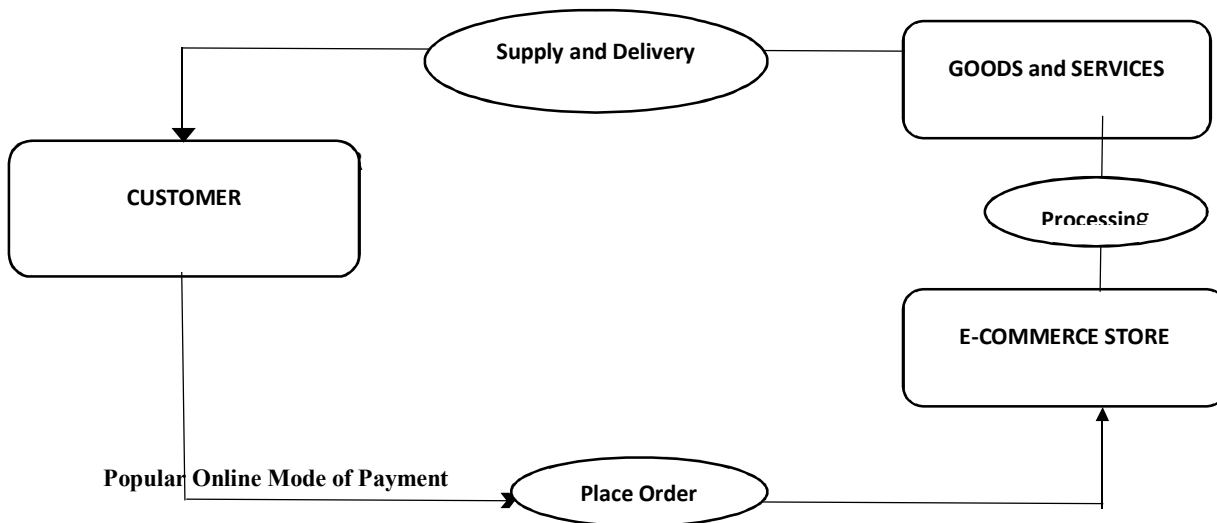 Supply and Delivery
GOODS and SERVICES
CUSTOMER
Processing
E-COMMERCE STORE
Popular Online Mode of Payment
Place Order